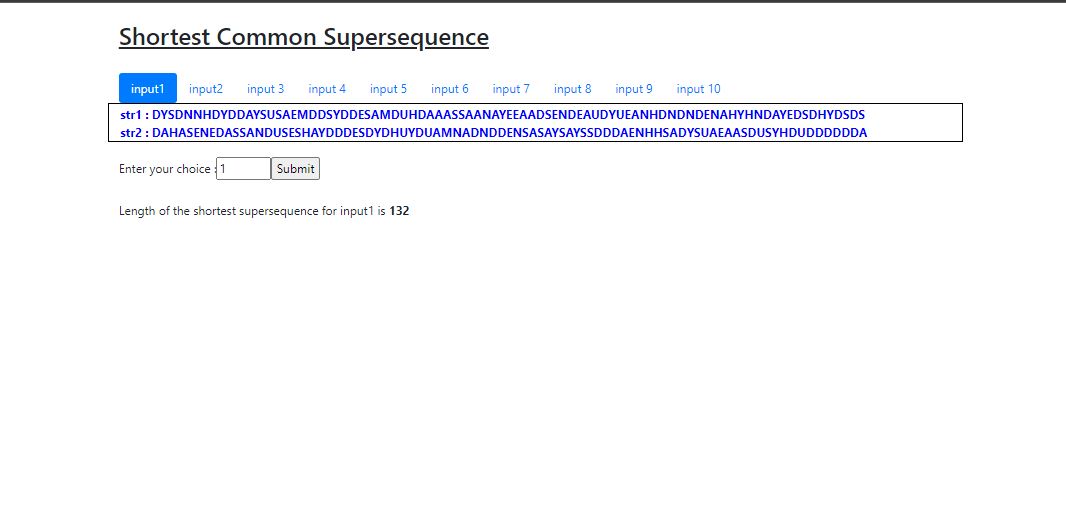 Shortest Common Supersequence
input1 input2 input 3 input 4 input 5 input 6 input 7 input 8 input 9 input 10
str1 : DYSDNNHDYDDAYSUSAEMDDSYDDESAMDUHDAAASSAANAYEEAADSENDEAUDYUEANHDNDNDENAHYHNDAYEDSDHYDSDS
str2 : DAHASENEDASSANDUSESHAYDDDESDYDHUYDUAMNADNDDENSASAYSAYSSDDDAENHHSADYSUAEAASDUSYHDUDDDDDDA
Enter your choice : 1 Submit
Length of the shortest supersequence for input1 is 132